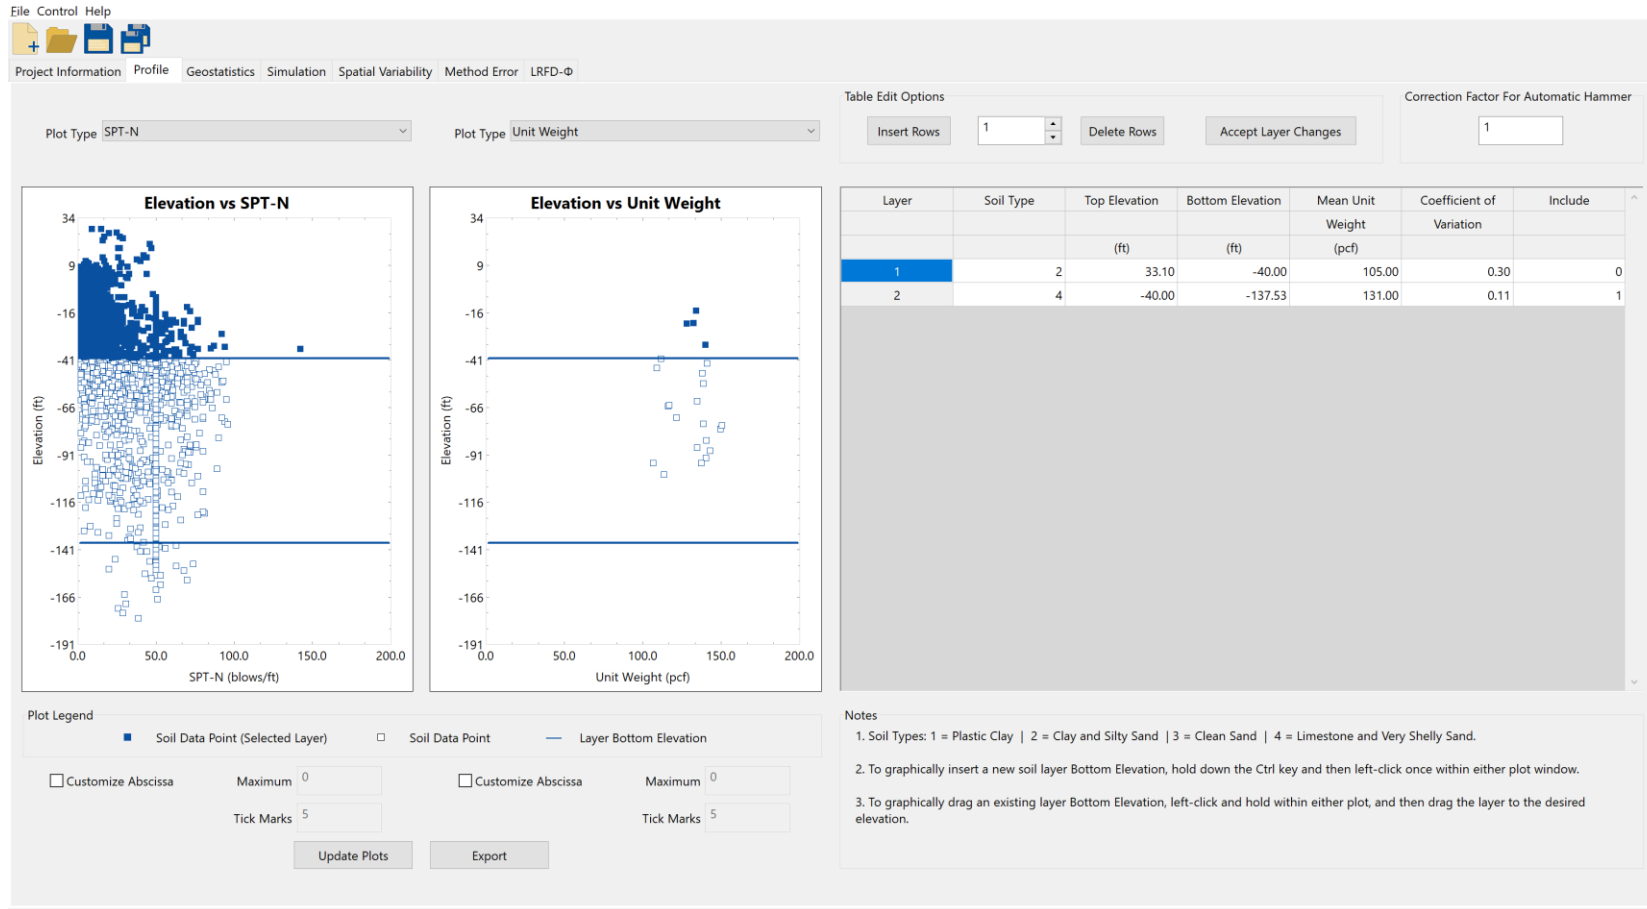 File Control Help
Project Information Profile Geostatistics Simulation Spatial Variability Method Error LRFD-Φ
Plot Type SPT-N
Plot Type Unit Weight
Table Edit Options
Insert Rows 1 Delete Rows Accept Layer Changes
Correction Factor For Automatic Hammer
1
Elevation vs SPT-N
34
9
-16
-41
-66
-91
-116
-141
-166
-191
Elevation (ft)
0.0 50.0 100.0 150.0 200.0
SPT-N (blows/ft)
Elevation vs Unit Weight
34
9
-16
-41
-66
-91
-116
-141
-166
-191
Elevation (ft)
0.0 50.0 100.0 150.0 200.0
Unit Weight (pcf)
Layer Soil Type Top Elevation Bottom Elevation Mean Unit Coefficient of Include
Weight Variation
(ft) (ft) (pcf)
1 2 33.10 -40.00 105.00 0.30 0
2 4 -40.00 -137.53 131.00 0.11 1
Plot Legend
Soil Data Point (Selected Layer) Soil Data Point Layer Bottom Elevation
Customize Abscissa Maximum 0
Tick Marks 5
Customize Abscissa Maximum 0
Tick Marks 5
Update Plots Export
Notes
1. Soil Types: 1 = Plastic Clay | 2 = Clay and Silty Sand | 3 = Clean Sand | 4 = Limestone and Very Shelly Sand.
2. To graphically insert a new soil layer Bottom Elevation, hold down the Ctrl key and then left-click once within either plot window.
3. To graphically drag an existing layer Bottom Elevation, left-click and hold within either plot, and then drag the layer to the desired
elevation.